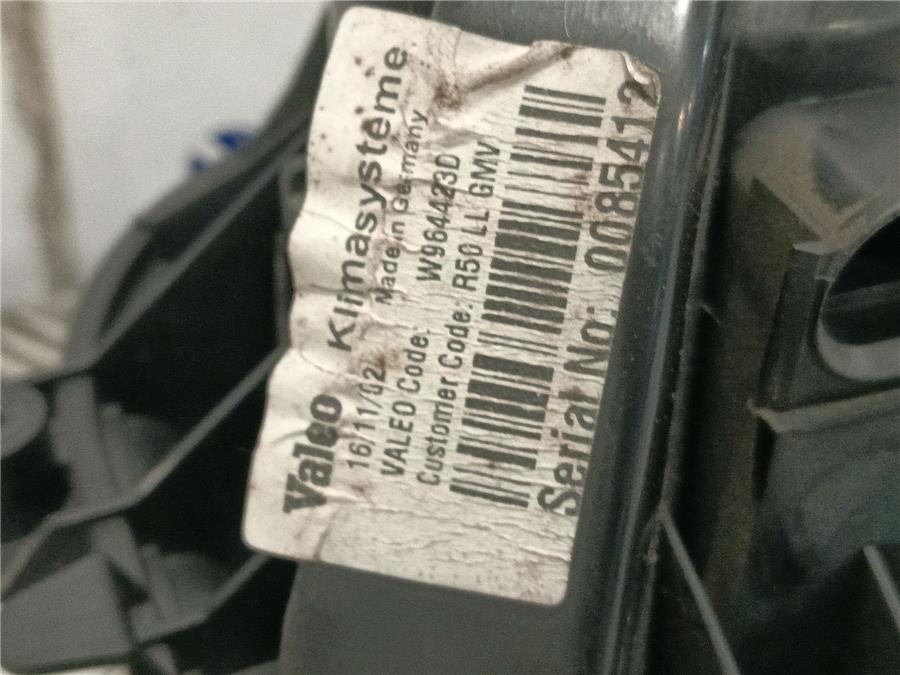 Valeo Klimasysteme
16/11/02 Made in Germany
VALEO Code: W964423D
Customer Code: R50 LL GMV
Serial No: 0085412